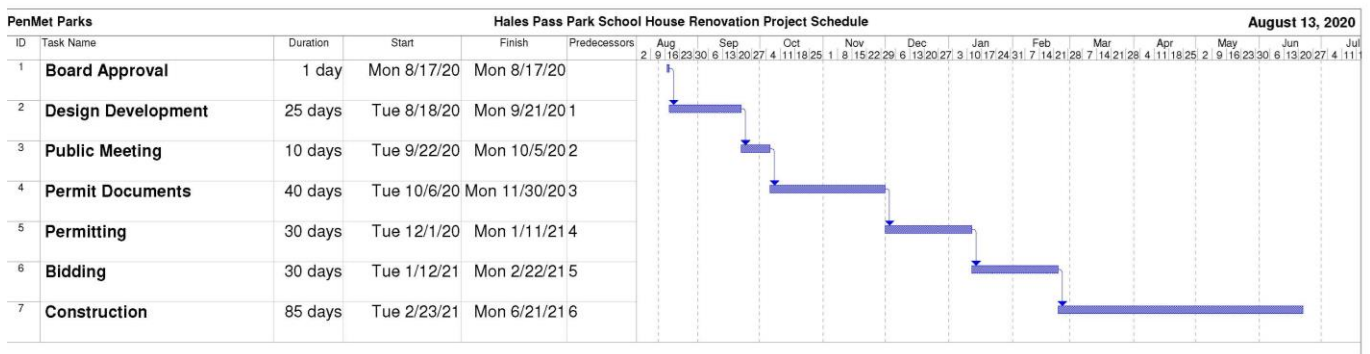 PenMet Parks Hales Pass Park School House Renovation Project Schedule August 13, 2020
ID Task Name Duration Start Finish Predecessors Aug Sep Oct Nov Dec Jan Feb Mar Apr May Jun Jul
2 9 16 23 30 6 13 20 27 4 11 18 25 1 8 15 22 29 6 13 20 27 3 10 17 24 31 7 14 21 28 7 14 21 28 4 11 18 25 2 9 16 23 30 6 13 20 27 4 11
1 Board Approval 1 day Mon 8/17/20 Mon 8/17/20
2 Design Development 25 days Tue 8/18/20 Mon 9/21/20 1
3 Public Meeting 10 days Tue 9/22/20 Mon 10/5/20 2
4 Permit Documents 40 days Tue 10/6/20 Mon 11/30/20 3
5 Permitting 30 days Tue 12/1/20 Mon 1/11/21 4
6 Bidding 30 days Tue 1/12/21 Mon 2/22/21 5
7 Construction 85 days Tue 2/23/21 Mon 6/21/21 6